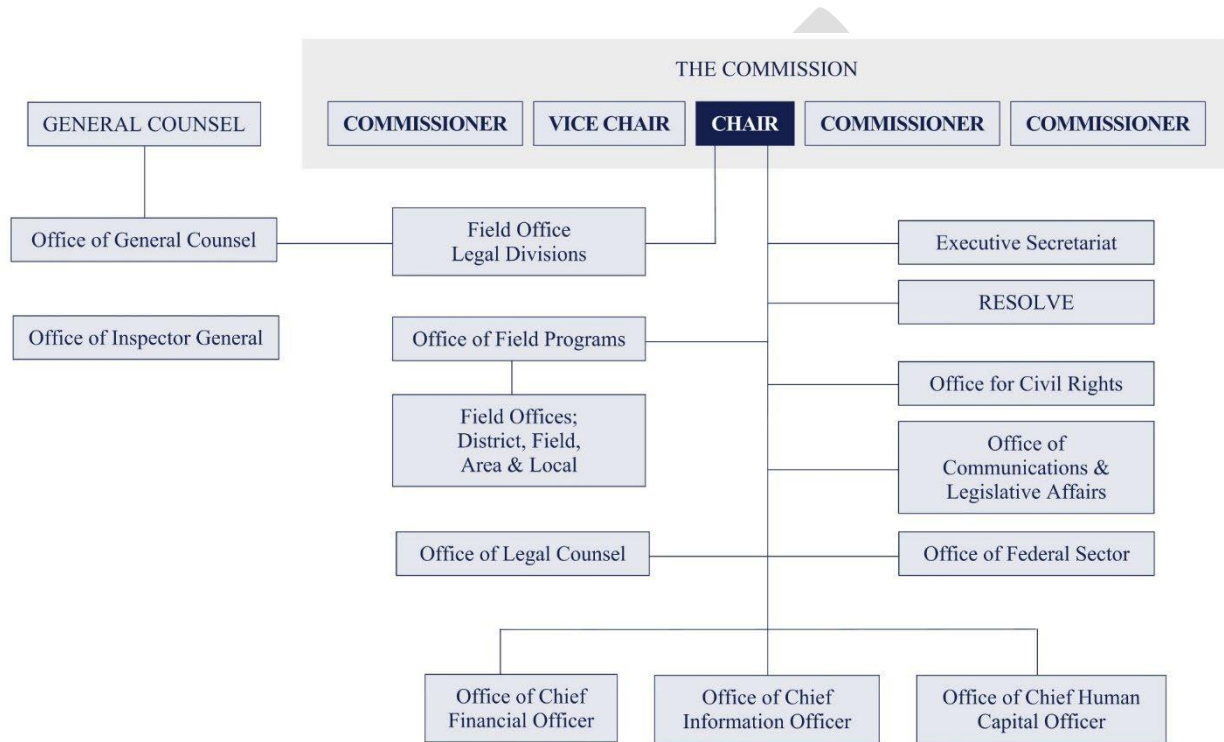 THE COMMISSION
GENERAL COUNSEL
COMMISSIONER
VICE CHAIR
CHAIR
COMMISSIONER
COMMISSIONER
Office of General Counsel
Field Office
Legal Divisions
Executive Secretariat
RESOLVE
Office of Inspector General
Office of Field Programs
Office for Civil Rights
Field Offices;
District, Field,
Area & Local
Office of
Communications &
Legislative Affairs
Office of Legal Counsel
Office of Federal Sector
Office of Chief
Financial Officer
Office of Chief
Information Officer
Office of Chief Human
Capital Officer